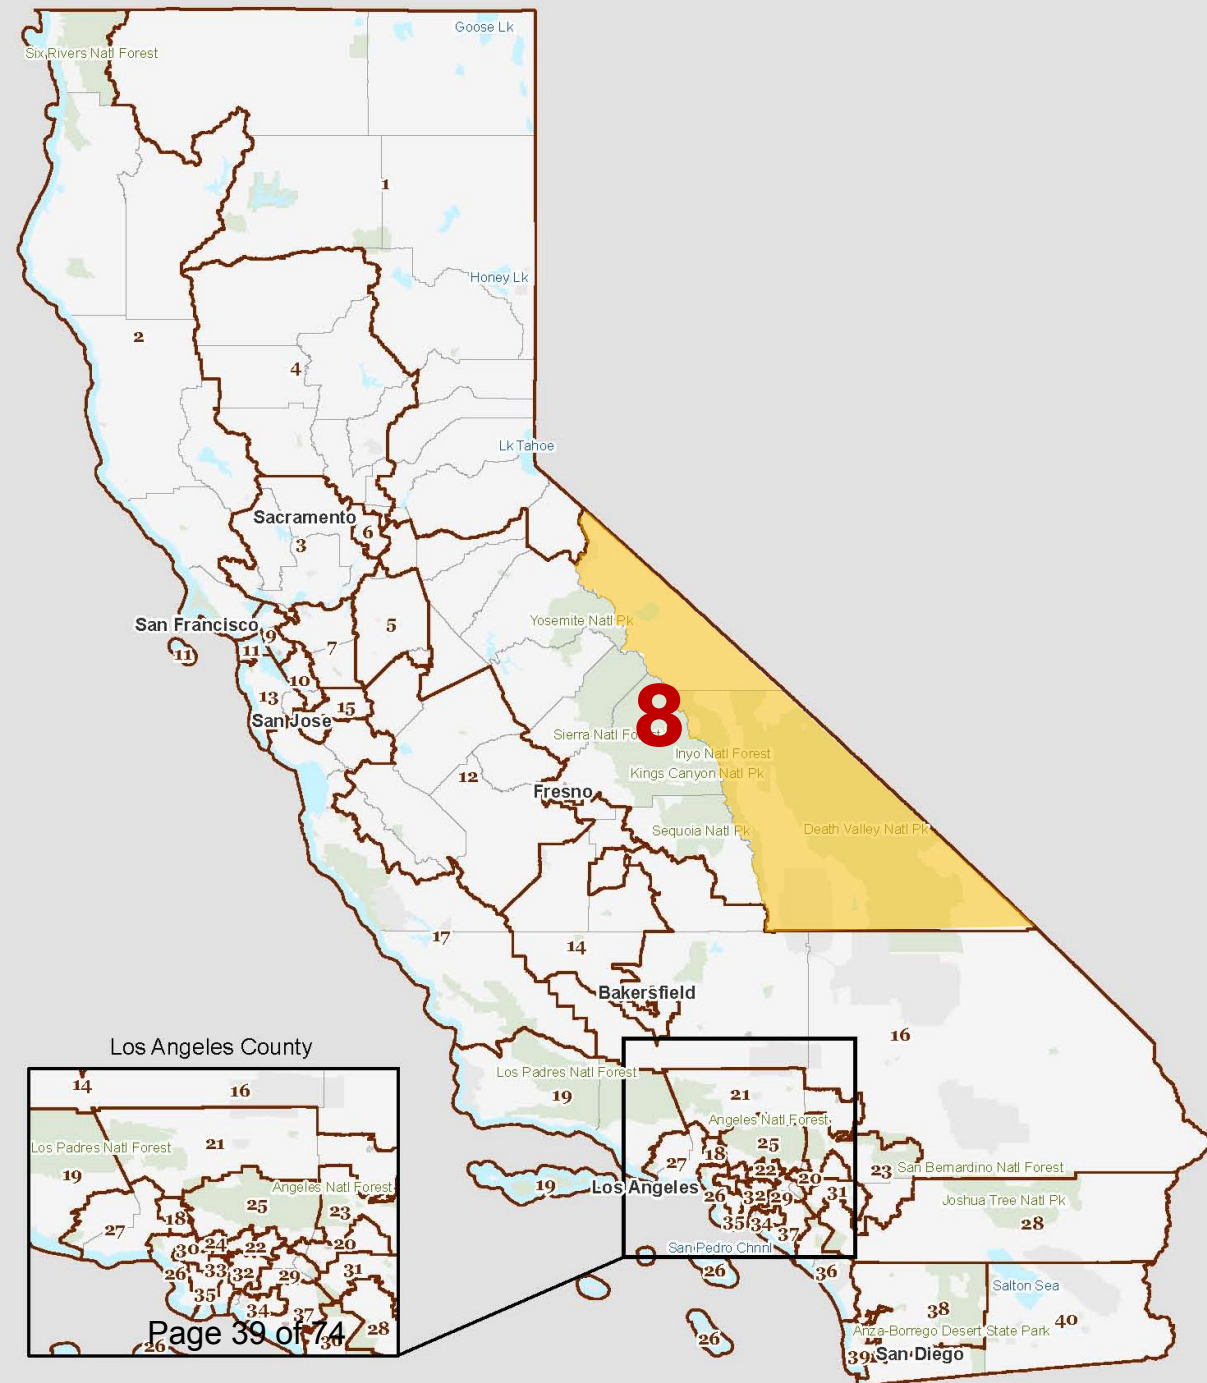 Goose Lk
Six Rivers Natl Forest
1
Honey Lk
2
4
Lk Tahoe
Sacramento
6
3
San Francisco
Yosemite Natl Pk
5
9
7
11
11
10
13
15
8
San Jose
Sierra Natl Fo
Inyo Natl Forest
12
Kings Canyon Natl Pk
Fresno
Sequoia Natl Pk
Death Valley Natl Pk
17
14
Bakersfield
16
Los Angeles County
Los Padres Natl Forest
19
21
Angeles Natl Forest
25
18
27
22
23
San Bernardino Natl Forest
20
19
Los Angeles
26
32
29
31
Joshua Tree Natl Pk
28
35
34
37
San Pedro Chnnl
26
36
Salton Sea
38
40
Anza-Borrego Desert State Park
26
39
San Diego
14
16
21
Los Padres Natl Forest
19
Angeles Natl Forest
25
23
18
27
30
24
22
20
26
33
32
29
31
35
34
37
28
Page 39 of 74
26
36